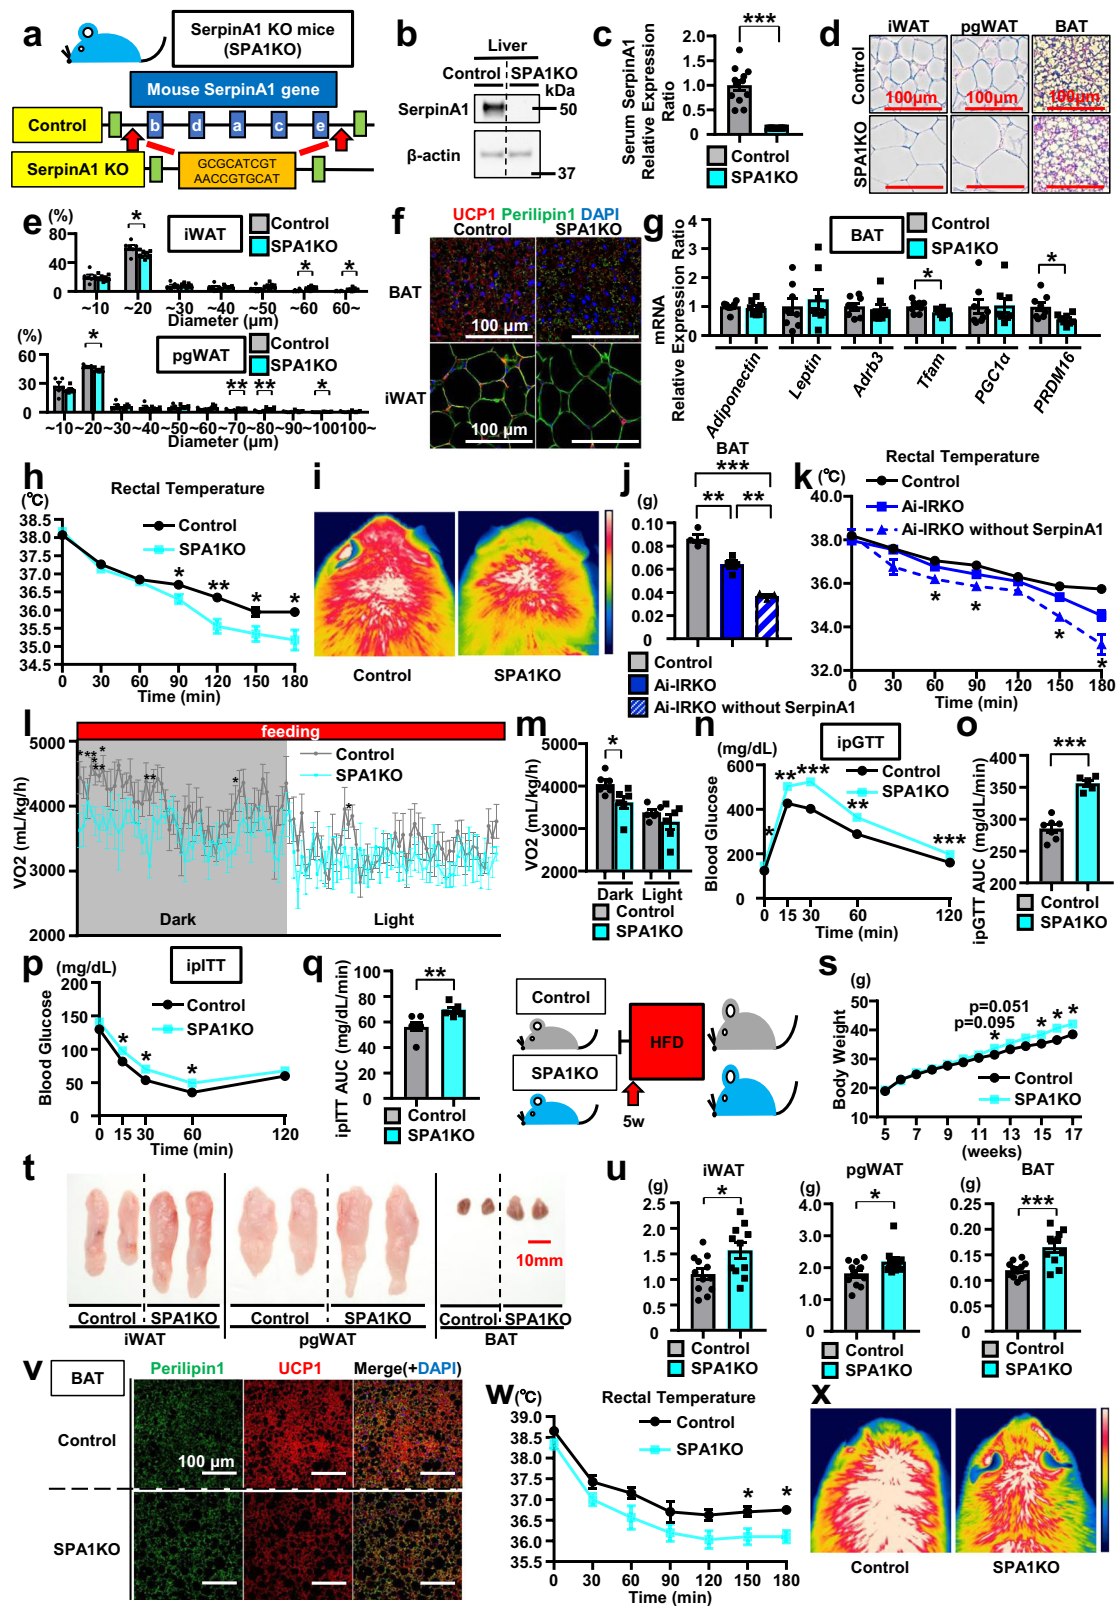 a
SerpinA1 KO mice
(SPA1KO)
Mouse SerpinA1 gene
Control
b d a c e
SerpinA1 KO
GCGCATCGT
AACCGTGCAT
b
Liver
Control SPA1KO
kDa
SerpinA1
50
β-actin
37
c
Serum SerpinA1
Relative Expression
Ratio
***
2.0
1.5
1.0
0.5
0
Control
SPA1KO
d
iWAT pgWAT BAT
Control
100μm 100μm 100μm
SPA1KO
e
(%)
iWAT
Control
SPA1KO
80
40
0
* * *
~10 ~20 ~30 ~40 ~50 ~60 60~
Diameter (μm)
(%)
pgWAT
Control
SPA1KO
60
30
0
* ** ** *
~10 ~20 ~30 ~40 ~50 ~60 ~70 ~80 ~90 ~100 100~
Diameter (μm)
f
UCP1 Perilipin1 DAPI
Control SPA1KO
BAT
100 μm
iWAT
100 μm
g
mRNA
Relative Expression Ratio
BAT
Control
SPA1KO
4
3
2
1
0
* *
Adiponectin
Leptin
Adrb3
Tfam
PGC1α
PRDM16
h
(℃)
Rectal Temperature
Control
SPA1KO
38.5
38.0
37.5
37.0
36.5
36.0
35.5
35.0
34.5
* ** * *
0 30 60 90 120 150 180
Time (min)
i
Control SPA1KO
j
BAT
(g)
***
** **
0.10
0.08
0.06
0.04
0.02
0
Control
Ai-IRKO
Ai-IRKO without SerpinA1
k
Rectal Temperature
(℃)
Control
Ai-IRKO
Ai-IRKO without SerpinA1
40.0
38.0
36.0
34.0
32.0
* * * *
0 30 60 90 120 150 180
Time (min)
l
feeding
VO2 (mL/kg/h)
5000
4000
3000
2000
Control
SPA1KO
Dark Light
m
VO2 (mL/kg/h)
5000
4000
3000
2000
*
Dark Light
Control
SPA1KO
n
(mg/dL)
ipGTT
Blood Glucose
Control
SPA1KO
600
400
200
0
* ** *** ** ***
0 15 30 60 120
Time (min)
o
ipGTT AUC (mg/dL/min)
***
400
350
300
250
200
Control
SPA1KO
p
(mg/dL)
ipITT
Blood Glucose
Control
SPA1KO
200
150
100
50
0
* * *
0 15 30 60 120
Time (min)
q
ipITT AUC (mg/dL/min)
**
100
80
60
40
20
0
Control
SPA1KO
Control
SPA1KO
HFD
5w
s
(g)
Body Weight
50
40
30
20
10
0
p=0.051
p=0.095
* * * *
Control
SPA1KO
5 7 9 11 13 15 17
(weeks)
t
10mm
Control SPA1KO Control SPA1KO Control SPA1KO
iWAT pgWAT BAT
u
iWAT
(g)
*
2.5
2.0
1.5
1.0
0.5
0
Control
SPA1KO
pgWAT
(g)
*
4.0
3.0
2.0
1.0
0
Control
SPA1KO
BAT
(g)
***
0.25
0.20
0.15
0.10
0.05
0
Control
SPA1KO
v
BAT
Perilipin1 UCP1 Merge(+DAPI)
Control
100 μm
SPA1KO
w
(℃)
Rectal Temperature
Control
SPA1KO
39.0
38.5
38.0
37.5
37.0
36.5
36.0
35.5
* *
0 30 60 90 120 150 180
Time (min)
x
Control SPA1KO